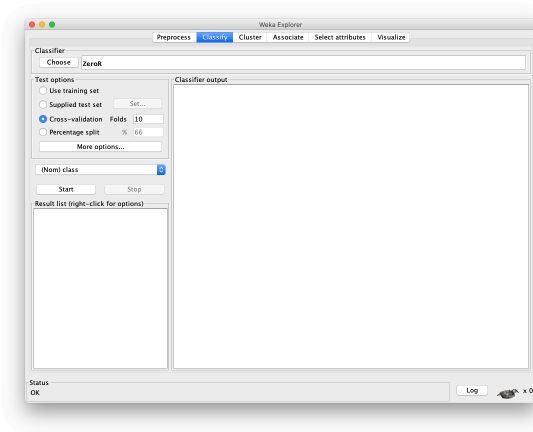 Weka Explorer
Preprocess Classify Cluster Associate Select attributes Visualize
Classifier
Choose ZeroR
Test options
Use training set
Supplied test set Set...
Cross-validation Folds 10
Percentage split % 66
More options...
(Nom) class
Start Stop
Result list (right-click for options)
Classifier output
Status
OK
Log x 0